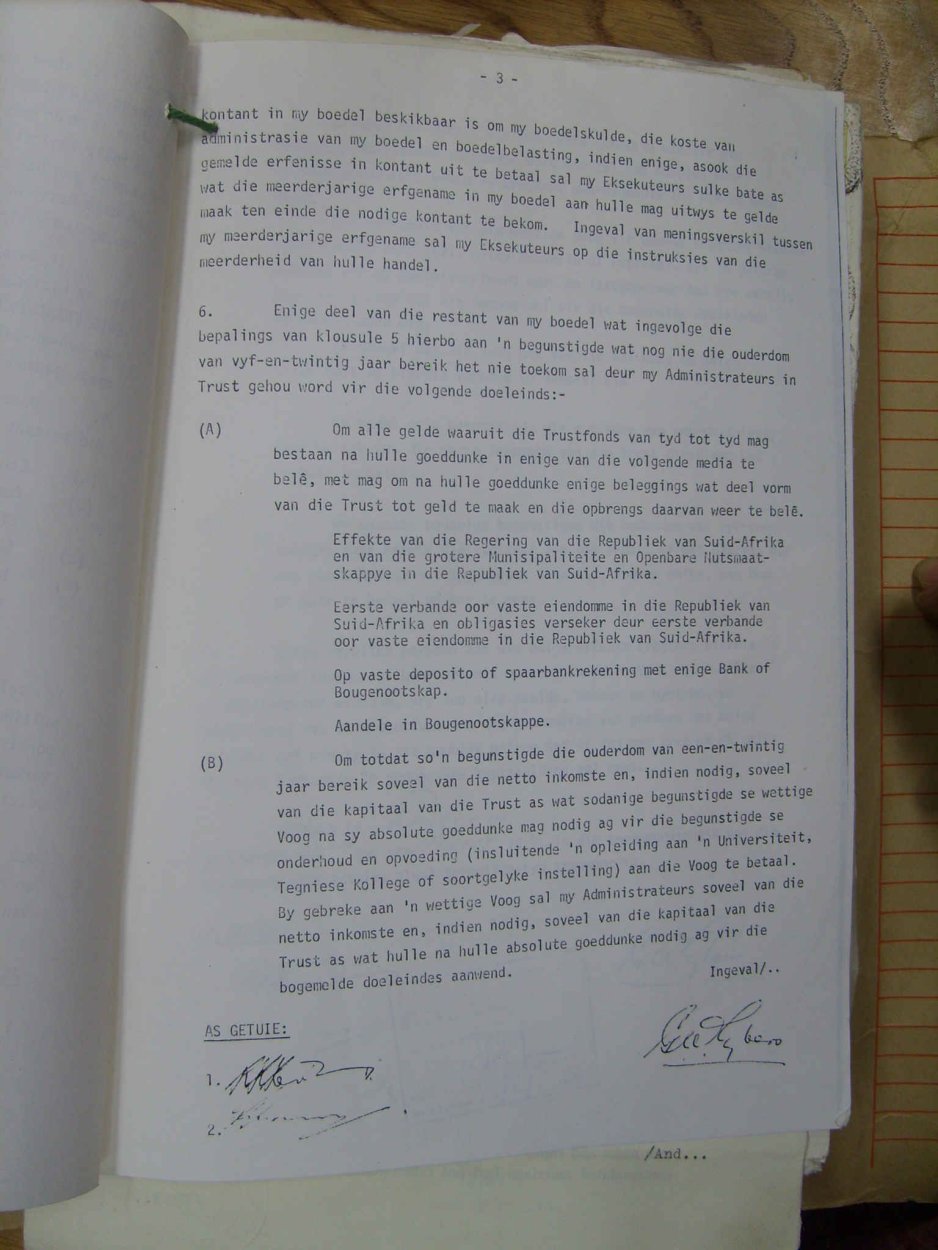 - 3 -
kontant in my boedel beskikbaar is om my boedelskulde, die koste van
administrasie van my boedel en boedelbelasting, indien enige, asook die
gemelde erfenisse in kontant uit te betaal sal my Eksekuteurs sulke bate as
wat die meerderjarige erfgename in my boedel aan hulle mag uitwys te gelde
maak ten einde die nodige kontant te bekom. Ingeval van meningsverskil tussen
my meerderjarige erfgename sal my Eksekuteurs op die instruksies van die
meerderheid van hulle handel.
6. Enige deel van die restant van my boedel wat ingevolge die
bepalings van klousule 5 hierbo aan 'n begunstigde wat nog nie die ouderdom
van vyf-en-twintig jaar bereik het nie toekom sal deur my Administrateurs in
Trust gehou word vir die volgende doeleinds:-
(A) Om alle gelde waaruit die Trustfonds van tyd tot tyd mag
bestaan na hulle goeddunke in enige van die volgende media te
belê, met mag om na hulle goeddunke enige beleggings wat deel vorm
van die Trust tot geld te maak en die opbrengs daarvan weer te belê.
Effekte van die Regering van die Republiek van Suid-Afrika
en van die grotere Munisipaliteite en Openbare Nutsmaat-
skappye in die Republiek van Suid-Afrika.
Eerste verbande oor vaste eiendomme in die Republiek van
Suid-Afrika en obligasies verseker deur eerste verbande
oor vaste eiendomme in die Republiek van Suid-Afrika.
Op vaste deposito of spaarbankrekening met enige Bank of
Bougenootskap.
Aandele in Bougenootskappe.
(B) Om totdat so'n begunstigde die ouderdom van een-en-twintig
jaar bereik soveel van die netto inkomste en, indien nodig, soveel
van die kapitaal van die Trust as wat sodanige begunstigde se wettige
Voog na sy absolute goeddunke mag nodig ag vir die begunstigde se
onderhoud en opvoeding (insluitende 'n opleiding aan 'n Universiteit,
Tegniese Kollege of soortgelyke instelling) aan die Voog te betaal.
By gebreke aan 'n wettige Voog sal my Administrateurs soveel van die
netto inkomste en, indien nodig, soveel van die kapitaal van die
Trust as wat hulle na hulle absolute goeddunke nodig ag vir die
bogemelde doeleindes aanwend.
Ingeval/..
AS GETUIE:
1.
2.
/And...